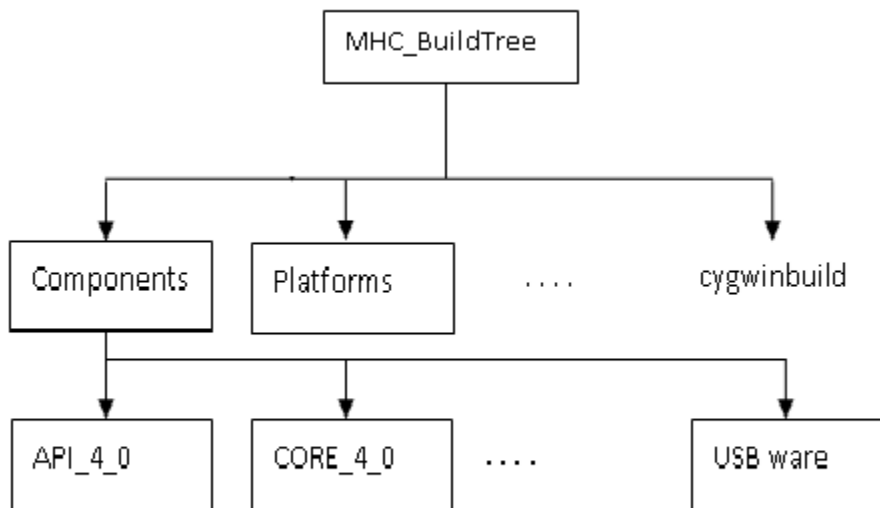 MHC_BuildTree
Components
Platforms
....
cygwinbuild
API_4_0
CORE_4_0
....
USB ware